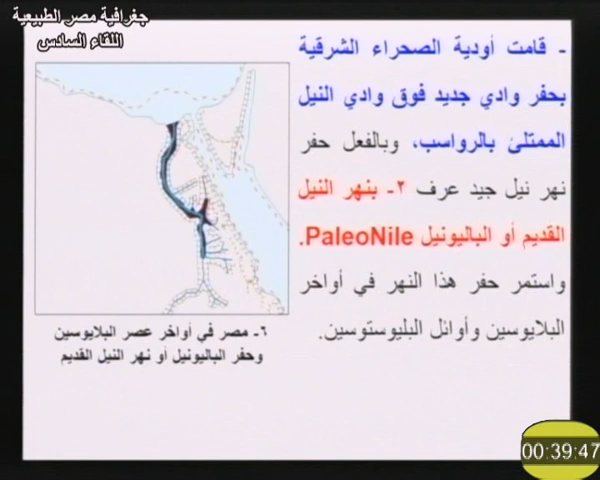 جغرافية مصر الطبيعية
اللقاء السادس
- قامت أودية الصحراء الشرقية
بحفر وادي جديد فوق وادي النيل
الممتلئ بالرواسب، وبالفعل حفر
نهر نيل جيد عرف ٢- بنهر النيل
القديم أو الباليونيل PaleoNile.
واستمر حفر هذا النهر في أواخر
البلايوسين وأوائل البليوستوسين.
٦- مصر في أواخر عصر البلايوسين
وحفر الباليونيل أو نهر النيل القديم
00:39:47